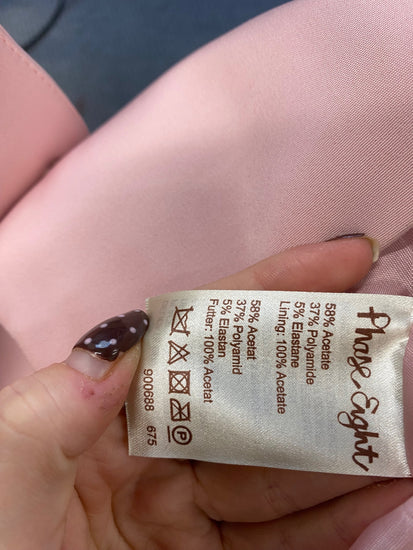 Phase Eight
58% Acetate
37% Polyamide
5% Elastane
Lining: 100% Acetate
58% Acetat
37% Polyamid
5% Elastan
Futter: 100% Acetat
P
900688 675